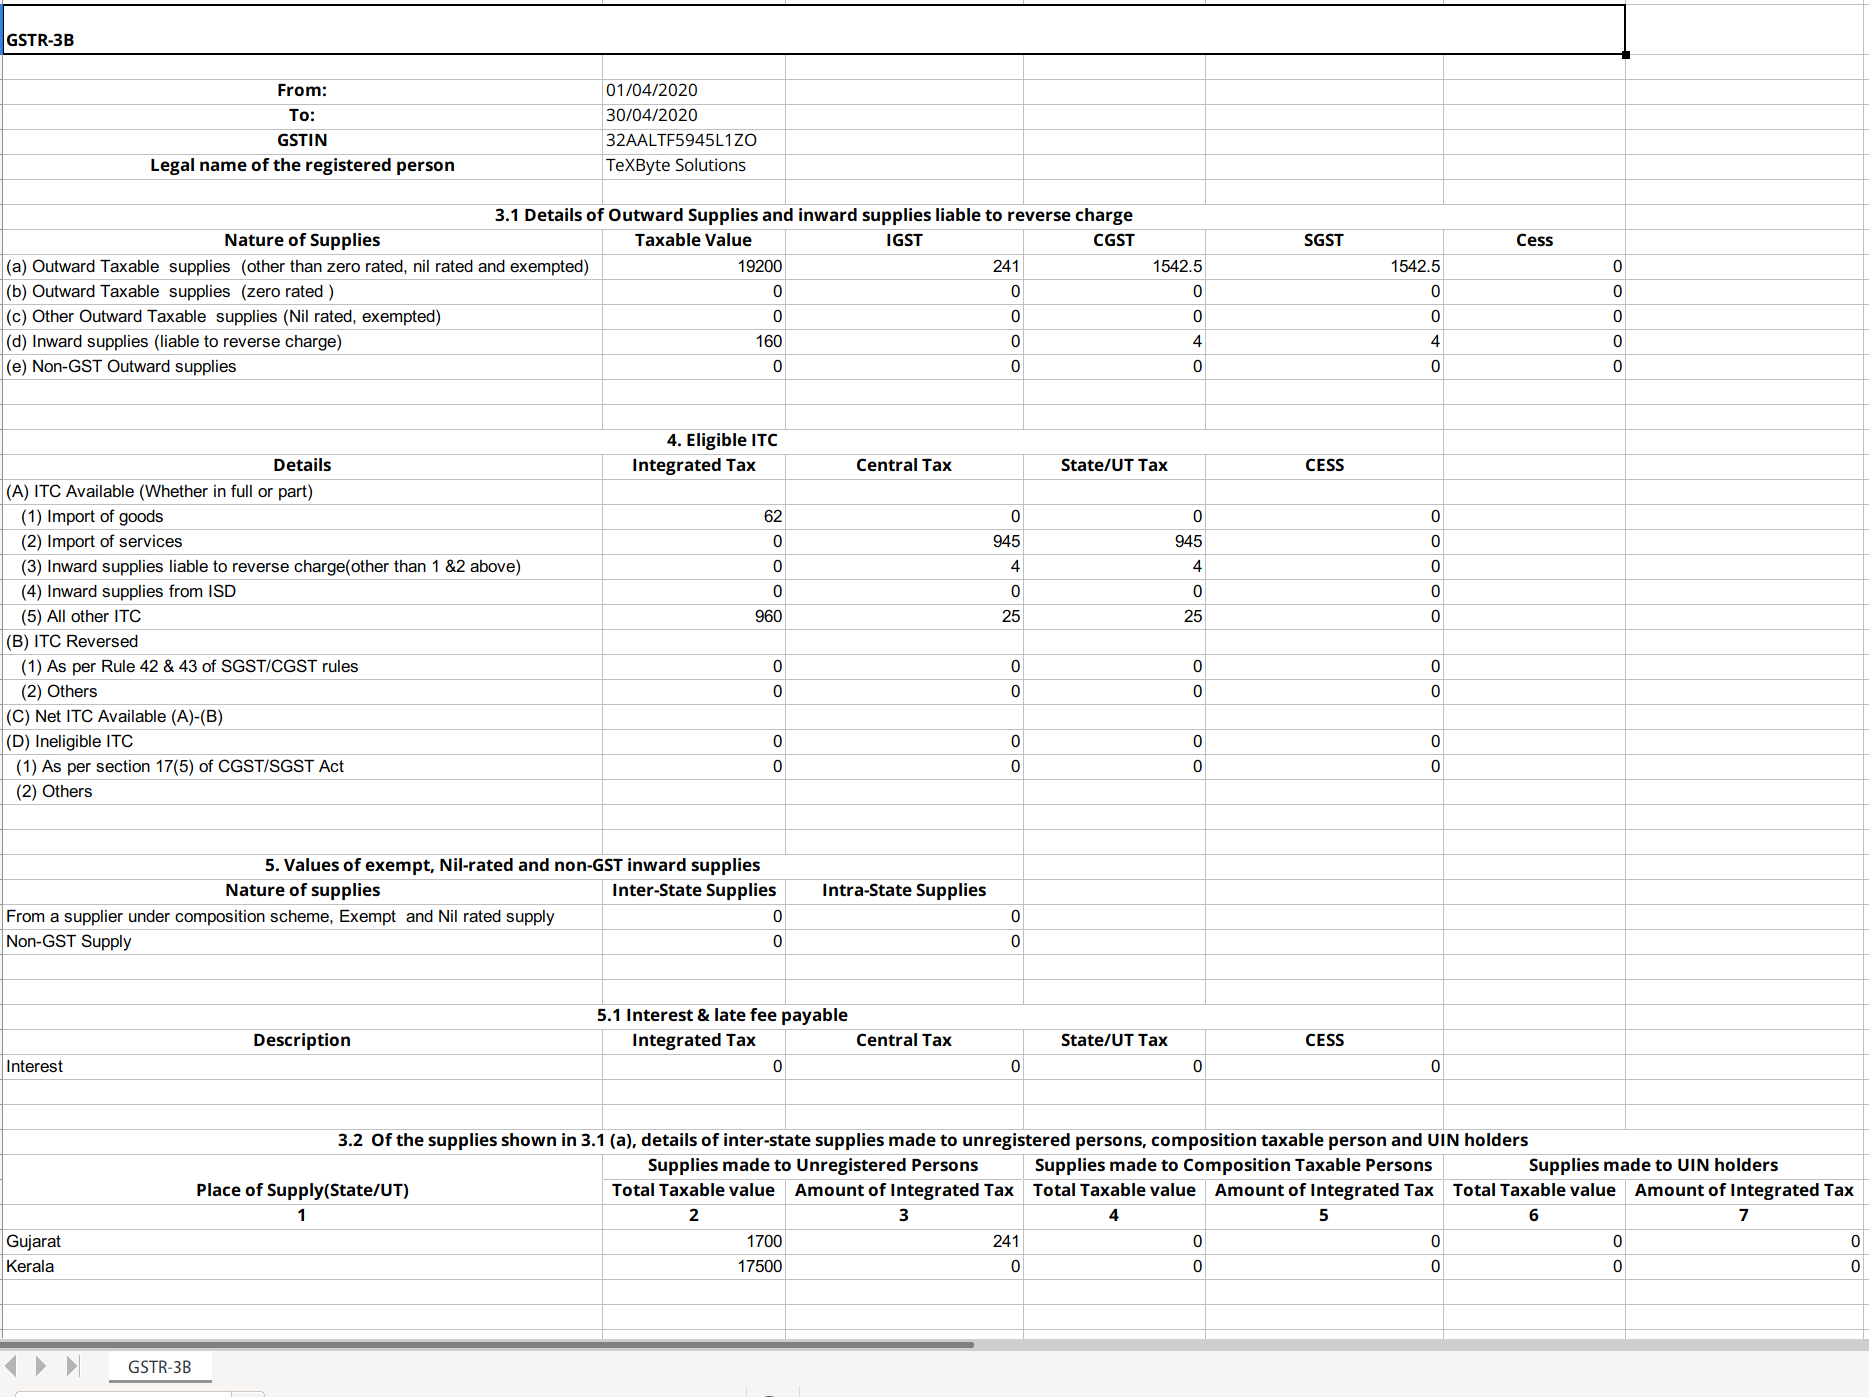 GSTR-3B
From: 01/04/2020
To: 30/04/2020
GSTIN 32AALTF5945L1ZO
Legal name of the registered person TeXByte Solutions
3.1 Details of Outward Supplies and inward supplies liable to reverse charge
Nature of Supplies Taxable Value IGST CGST SGST Cess
(a) Outward Taxable supplies (other than zero rated, nil rated and exempted) 19200 241 1542.5 1542.5 0
(b) Outward Taxable supplies (zero rated ) 0 0 0 0 0
(c) Other Outward Taxable supplies (Nil rated, exempted) 0 0 0 0 0
(d) Inward supplies (liable to reverse charge) 160 0 4 4 0
(e) Non-GST Outward supplies 0 0 0 0 0
4. Eligible ITC
Details Integrated Tax Central Tax State/UT Tax CESS
(A) ITC Available (Whether in full or part)
(1) Import of goods 62 0 0 0
(2) Import of services 0 945 945 0
(3) Inward supplies liable to reverse charge(other than 1 &2 above) 0 4 4 0
(4) Inward supplies from ISD 0 0 0 0
(5) All other ITC 960 25 25 0
(B) ITC Reversed
(1) As per Rule 42 & 43 of SGST/CGST rules 0 0 0 0
(2) Others 0 0 0 0
(C) Net ITC Available (A)-(B)
(D) Ineligible ITC 0 0 0 0
(1) As per section 17(5) of CGST/SGST Act 0 0 0 0
(2) Others
5. Values of exempt, Nil-rated and non-GST inward supplies
Nature of supplies Inter-State Supplies Intra-State Supplies
From a supplier under composition scheme, Exempt and Nil rated supply 0 0
Non-GST Supply 0 0
5.1 Interest & late fee payable
Description Integrated Tax Central Tax State/UT Tax CESS
Interest 0 0 0 0
3.2 Of the supplies shown in 3.1 (a), details of inter-state supplies made to unregistered persons, composition taxable person and UIN holders
Supplies made to Unregistered Persons Supplies made to Composition Taxable Persons Supplies made to UIN holders
Place of Supply(State/UT) Total Taxable value Amount of Integrated Tax Total Taxable value Amount of Integrated Tax Total Taxable value Amount of Integrated Tax
1 2 3 4 5 6 7
Gujarat 1700 241 0 0 0 0
Kerala 17500 0 0 0 0 0
GSTR-3B